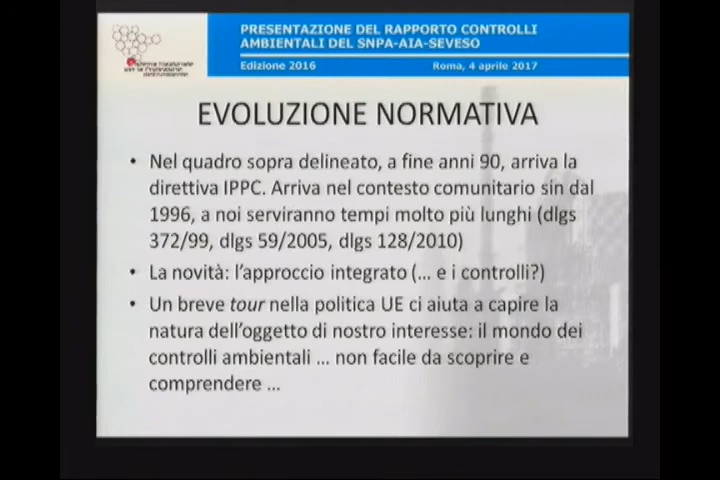 PRESENTAZIONE DEL RAPPORTO CONTROLLI
AMBIENTALI DEL SNPA-AIA-SEVESO
Edizione 2016 Roma, 4 aprile 2017
EVOLUZIONE NORMATIVA
• Nel quadro sopra delineato, a fine anni 90, arriva la
direttiva IPPC. Arriva nel contesto comunitario sin dal
1996, a noi serviranno tempi molto più lunghi (dlgs
372/99, dlgs 59/2005, dlgs 128/2010)
• La novità: l'approccio integrato (... e i controlli?)
• Un breve tour nella politica UE ci aiuta a capire la
natura dell'oggetto di nostro interesse: il mondo dei
controlli ambientali ... non facile da scoprire e
comprendere ...